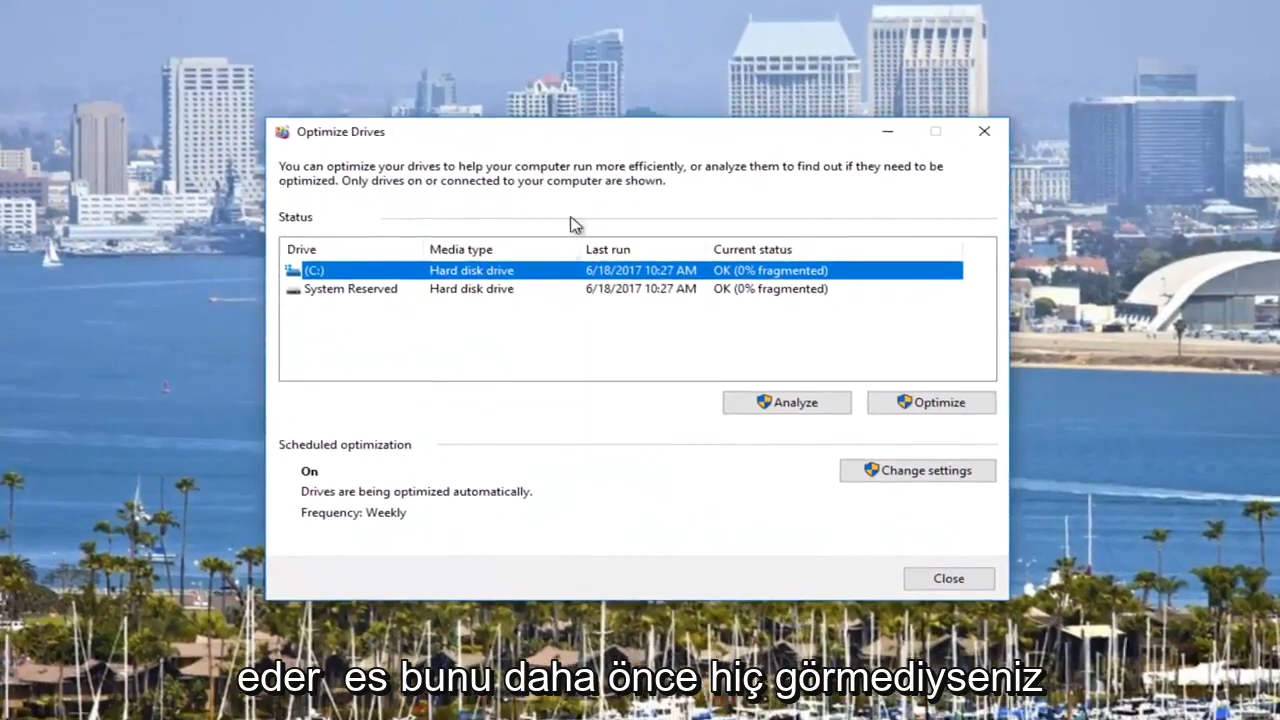 Optimize Drives
You can optimize your drives to help your computer run more efficiently, or analyze them to find out if they need to be
optimized. Only drives on or connected to your computer are shown.
Status
Drive Media type Last run Current status
(C:) Hard disk drive 6/18/2017 10:27 AM OK (0% fragmented)
System Reserved Hard disk drive 6/18/2017 10:27 AM OK (0% fragmented)
Analyze Optimize
Scheduled optimization
On
Change settings
Drives are being optimized automatically.
Frequency: Weekly
Close
eder es bunu daha önce hiç görmediyseniz